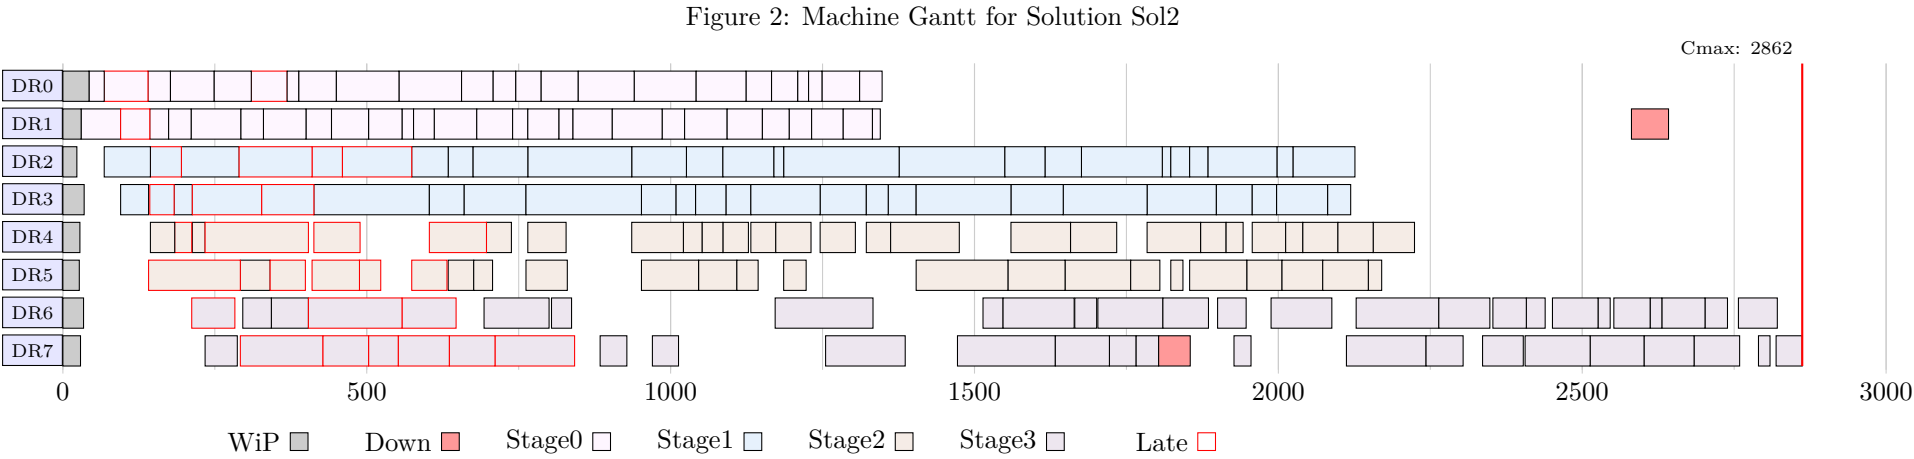 Figure 2: Machine Gantt for Solution Sol2
Cmax: 2862
DR0
DR1
DR2
DR3
DR4
DR5
DR6
DR7
0 500 1000 1500 2000 2500 3000
WiP Down Stage0 Stage1 Stage2 Stage3 Late